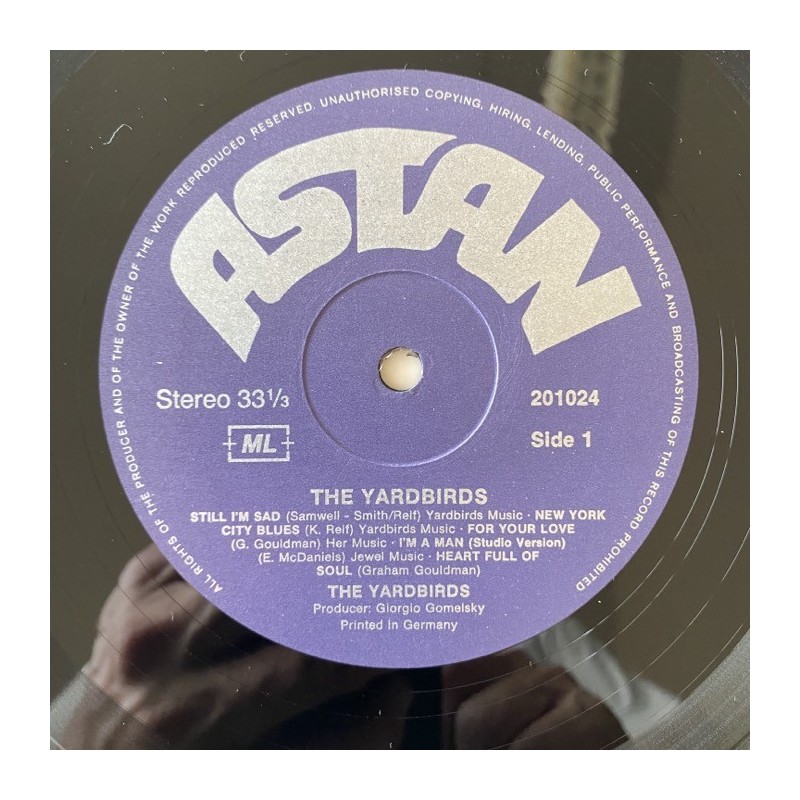 ALL RIGHTS OF THE PRODUCER AND OF THE OWNER OF THE WORK REPRODUCED RESERVED. UNAUTHORISED COPYING, HIRING, LENDING, PUBLIC PERFORMANCE AND BROADCASTING OF THIS RECORD PROHIBITED
ASTAN
Stereo 33 1/3
201024
ML
Side 1
THE YARDBIRDS
STILL I'M SAD (Samwell - Smith/Relf) Yardbirds Music · NEW YORK
CITY BLUES (K. Relf) Yardbirds Music · FOR YOUR LOVE
(G. Gouldman) Her Music · I'M A MAN (Studio Version)
(E. McDaniels) Jewel Music · HEART FULL OF
SOUL (Graham Gouldman)
THE YARDBIRDS
Producer: Giorgio Gomelsky
Printed in Germany